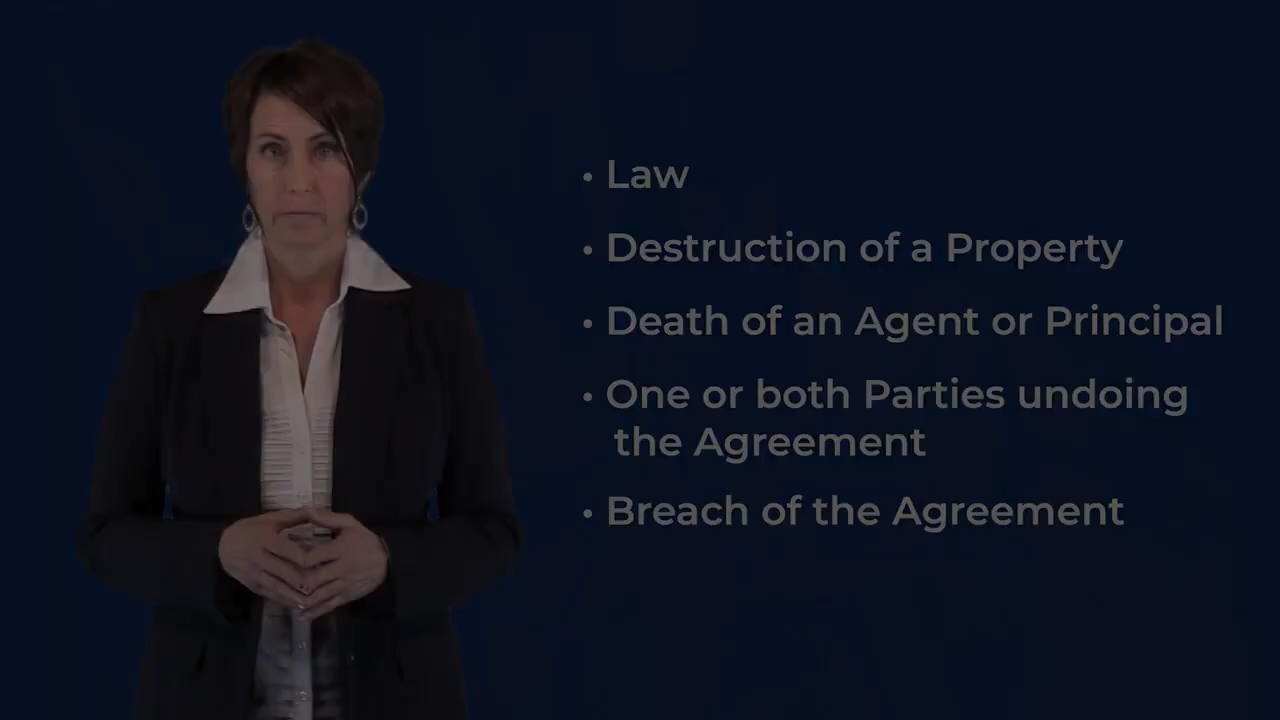 • Law
• Destruction of a Property
• Death of an Agent or Principal
• One or both Parties undoing
the Agreement
• Breach of the Agreement